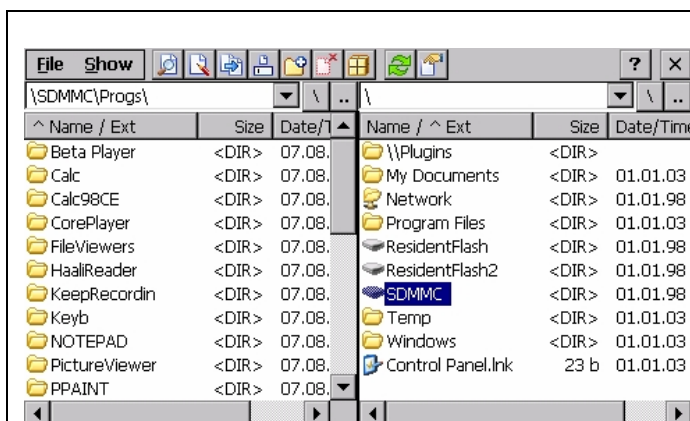 File Show ? ×
\SDMMC\Progs\ \ .. \ \ ..
^ Name / Ext Size Date/T Name / ^ Ext Size Date/Time
Beta Player <DIR> 07.08. \\Plugins <DIR>
Calc <DIR> 07.08. My Documents <DIR> 01.01.03
Calc98CE <DIR> 07.08. Network <DIR> 01.01.98
CorePlayer <DIR> 07.08. Program Files <DIR> 01.01.03
FileViewers <DIR> 07.08. ResidentFlash <DIR> 01.01.98
HaaliReader <DIR> 07.08. ResidentFlash2 <DIR> 01.01.98
KeepRecordin <DIR> 07.08. SDMMC <DIR> 01.01.98
Keyb <DIR> 07.08. Temp <DIR> 01.01.03
NOTEPAD <DIR> 07.08. Windows <DIR> 01.01.03
PictureViewer <DIR> 07.08. Control Panel.lnk 23 b 01.01.03
PPAINT <DIR> 07.08.